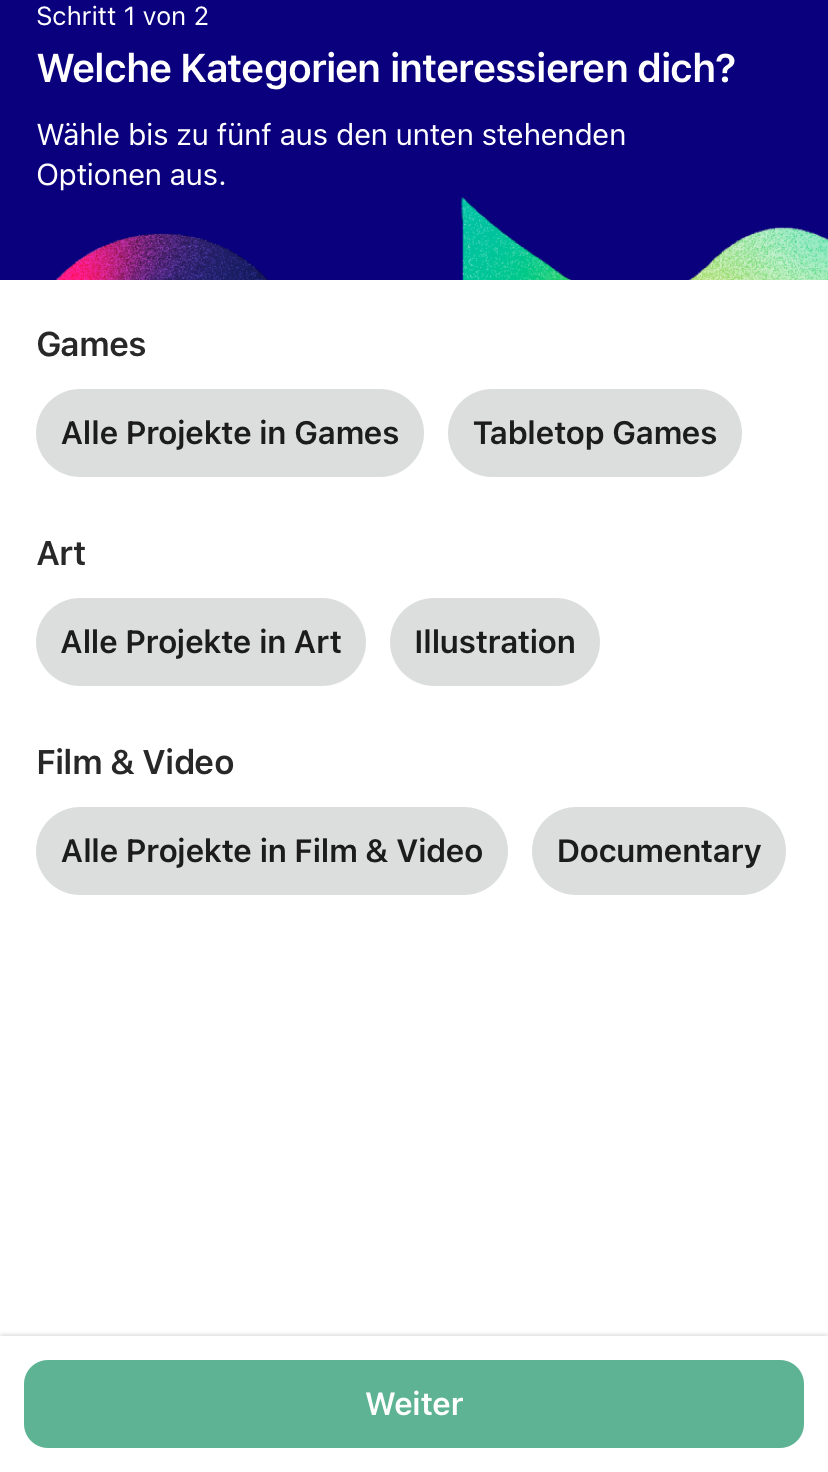 Schritt 1 von 2
Welche Kategorien interessieren dich?
Wähle bis zu fünf aus den unten stehenden
Optionen aus.
Games
Alle Projekte in Games
Tabletop Games
Art
Alle Projekte in Art
Illustration
Film & Video
Alle Projekte in Film & Video
Documentary
Weiter